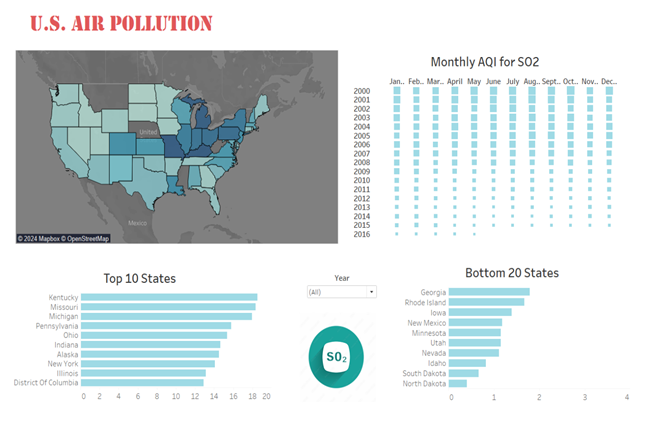 U.S. AIR POLLUTION
Monthly AQI for SO2
Jan.. Feb.. Mar.. April May June July Aug.. Sept.. Oct.. Nov.. Dec..
2000
2001
2002
2003
2004
2005
2006
2007
2008
2009
2010
2011
2012
2013
2014
2015
2016
United
Mexico
© 2024 Mapbox © OpenStreetMap
Top 10 States
Kentucky
Missouri
Michigan
Pennsylvania
Ohio
Indiana
Alaska
New York
Illinois
District Of Columbia
0 2 4 6 8 10 12 14 16 18 20
Year
(All)
SO2
Bottom 20 States
Georgia
Rhode Island
Iowa
New Mexico
Minnesota
Utah
Nevada
Idaho
South Dakota
North Dakota
0 1 2 3 4